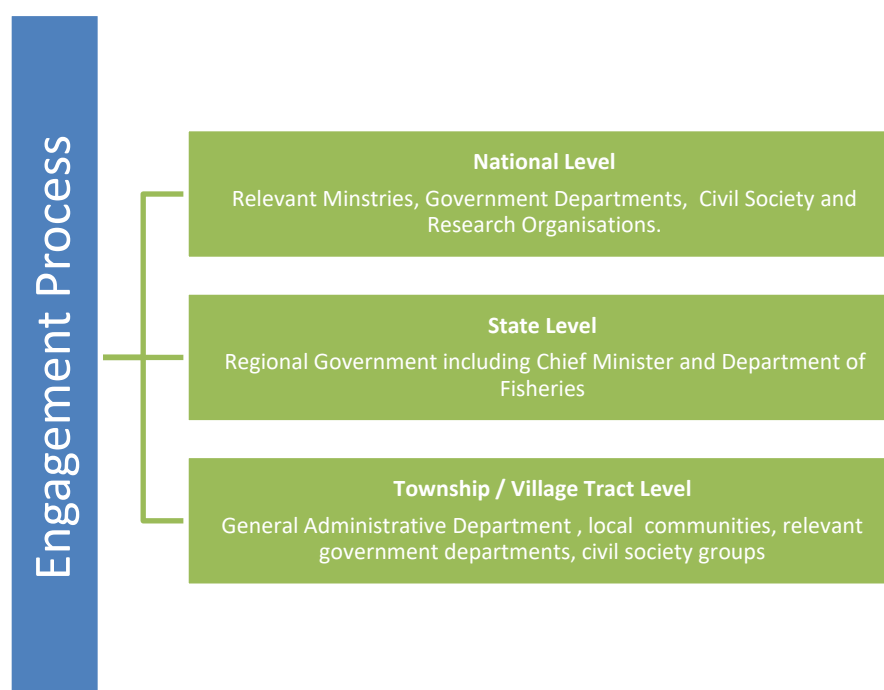 Engagement Process
National Level
Relevant Minstries, Government Departments, Civil Society and
Research Organisations.
State Level
Regional Government including Chief Minister and Department of
Fisheries
Township / Village Tract Level
General Administrative Department , local communities, relevant
government departments, civil society groups